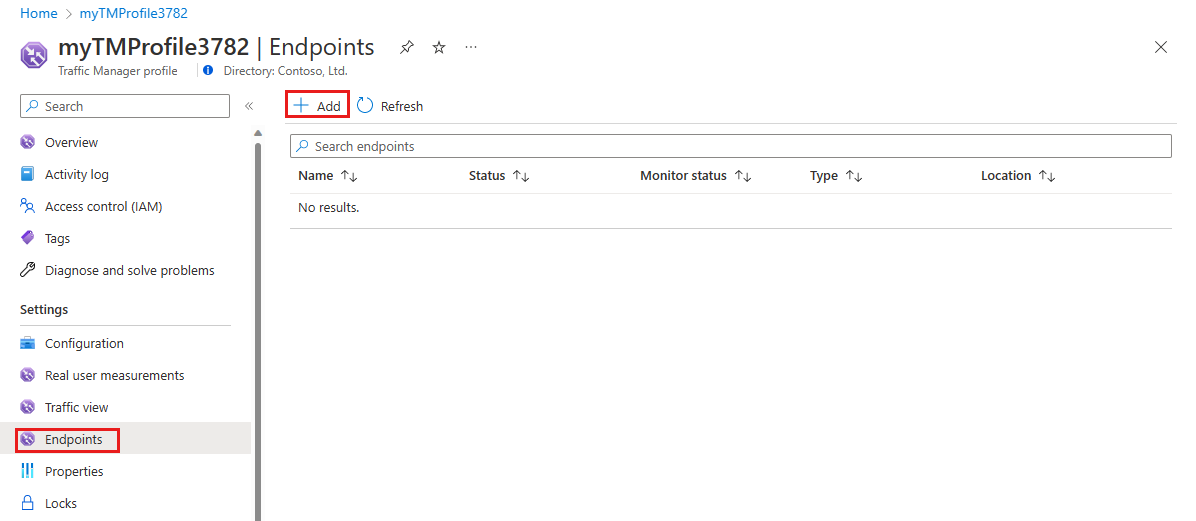 Home > myTMProfile3782
myTMProfile3782 | Endpoints
Traffic Manager profile
Directory: Contoso, Ltd.
Search
Overview
Activity log
Access control (IAM)
Tags
Diagnose and solve problems
Settings
Configuration
Real user measurements
Traffic view
Endpoints
Properties
Locks
Add Refresh
Search endpoints
Name Status Monitor status Type Location
No results.